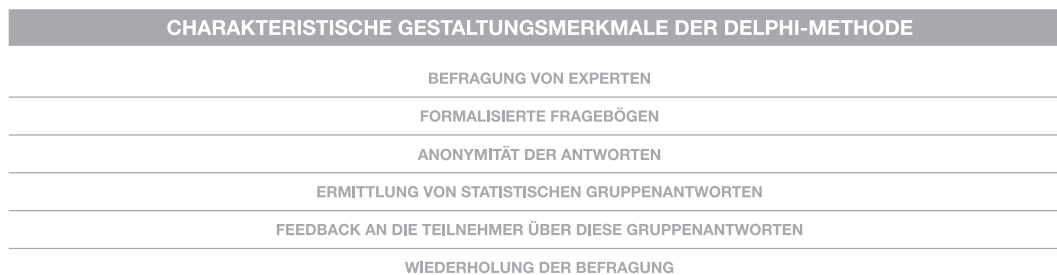 CHARAKTERISTISCHE GESTALTUNGSMERKMALE DER DELPHI-METHODE
BEFRAGUNG VON EXPERTEN
FORMALISIERTE FRAGEBÖGEN
ANONYMITÄT DER ANTWORTEN
ERMITTLUNG VON STATISTISCHEN GRUPPENANTWORTEN
FEEDBACK AN DIE TEILNEHMER ÜBER DIESE GRUPPENANTWORTEN
WIEDERHOLUNG DER BEFRAGUNG